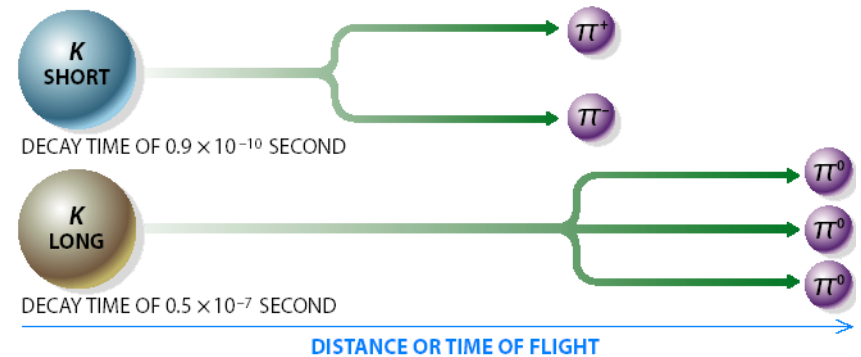 K
SHORT
π⁺
π⁻
DECAY TIME OF 0.9 × 10⁻¹⁰ SECOND
K
LONG
π⁰
π⁰
π⁰
DECAY TIME OF 0.5 × 10⁻⁷ SECOND
DISTANCE OR TIME OF FLIGHT